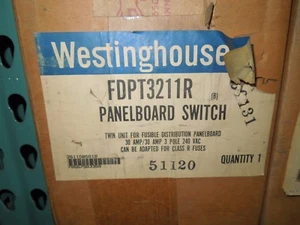 Westinghouse
FDPT3211R (R)
PANELBOARD SWITCH
TWIN UNIT FOR FUSIBLE DISTRIBUTION PANELBOARD
30 AMP/30 AMP 3 POLE 240 VAC
CAN BE ADAPTED FOR CLASS R FUSES
51120
QUANTITY 1